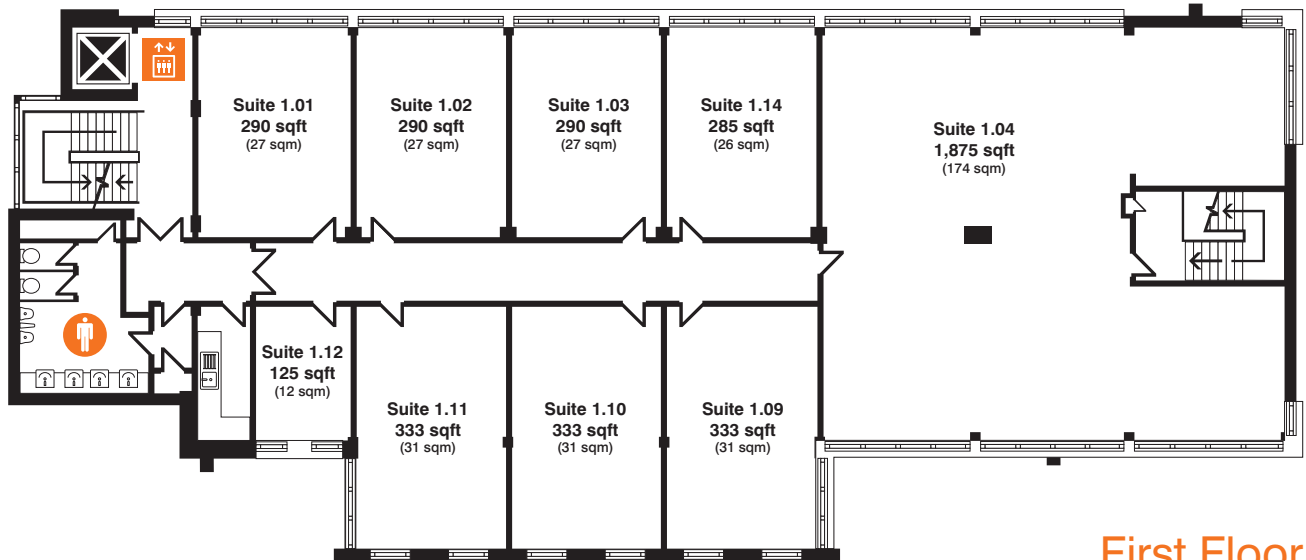 Suite 1.01
290 sqft
(27 sqm)
Suite 1.02
290 sqft
(27 sqm)
Suite 1.03
290 sqft
(27 sqm)
Suite 1.14
285 sqft
(26 sqm)
Suite 1.04
1,875 sqft
(174 sqm)
Suite 1.12
125 sqft
(12 sqm)
Suite 1.11
333 sqft
(31 sqm)
Suite 1.10
333 sqft
(31 sqm)
Suite 1.09
333 sqft
(31 sqm)
First Floor